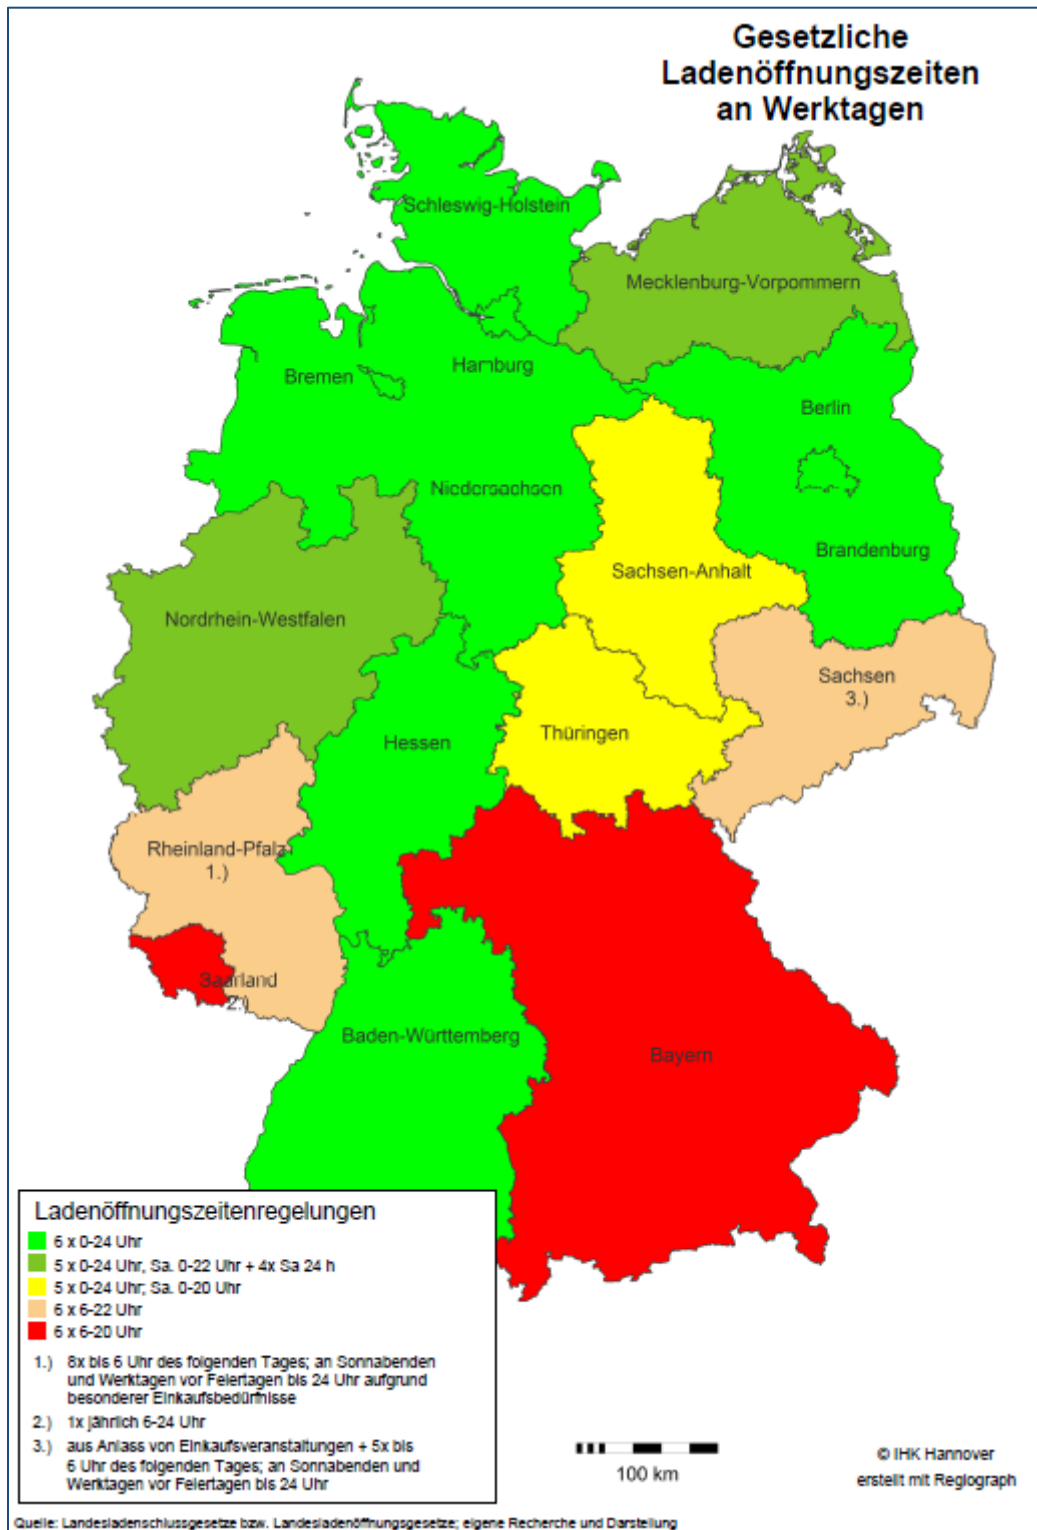 Gesetzliche
Ladenöffnungszeiten
an Werktagen
Schleswig-Holstein
Mecklenburg-Vorpommern
Hamburg
Bremen
Berlin
Niedersachsen
Brandenburg
Sachsen-Anhalt
Nordrhein-Westfalen
Sachsen
3.)
Thüringen
Hessen
Rheinland-Pfalz
1.)
Saarland
2.)
Baden-Württemberg
Bayern
Ladenöffnungszeitenregelungen
6 x 0-24 Uhr
5 x 0-24 Uhr, Sa. 0-22 Uhr + 4x Sa 24 h
5 x 0-24 Uhr; Sa. 0-20 Uhr
6 x 6-22 Uhr
6 x 6-20 Uhr
1.) 8x bis 6 Uhr des folgenden Tages; an Sonnabenden
und Werktagen vor Feiertagen bis 24 Uhr aufgrund
besonderer Einkaufsbedürfnisse
2.) 1x jährlich 6-24 Uhr
3.) aus Anlass von Einkaufsveranstaltungen + 5x bis
6 Uhr des folgenden Tages; an Sonnabenden und
Werktagen vor Feiertagen bis 24 Uhr
100 km
© IHK Hannover
erstellt mit Regiograph
Quelle: Landesladenschlussgesetze bzw. Landesladenöffnungsgesetze; eigene Recherche und Darstellung